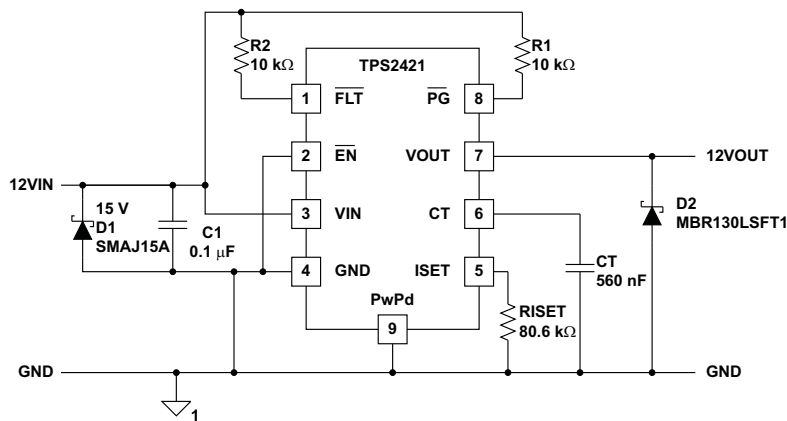 R2
10 kΩ
TPS2421
R1
10 kΩ
1
FLT
PG
8
2
EN
VOUT
7
12VOUT
12VIN
15 V
D1
SMAJ15A
C1
0.1 μF
3
VIN
CT
6
D2
MBR130LSFT1
4
GND
ISET
5
CT
560 nF
PwPd
9
RISET
80.6 kΩ
GND
GND
1